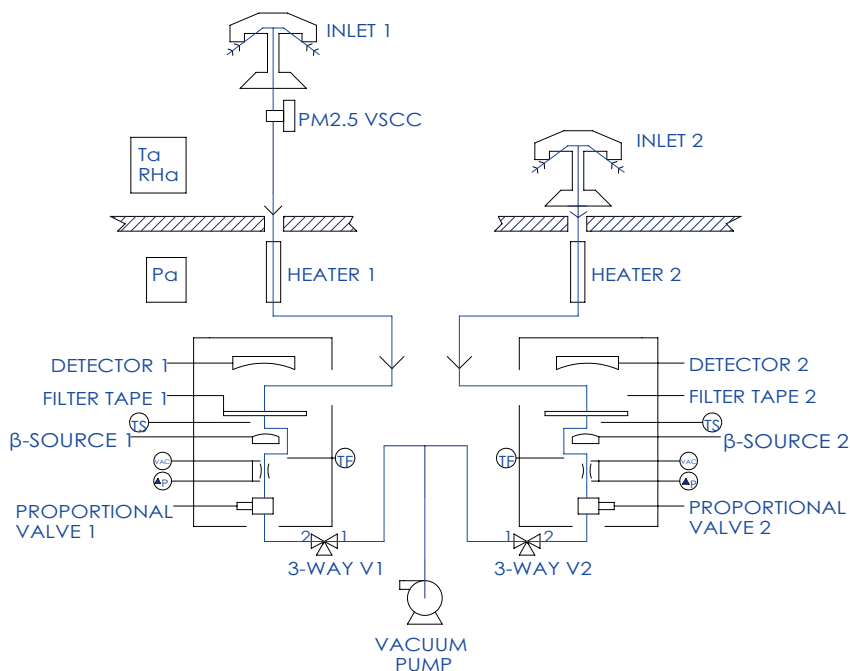 INLET 1
PM2.5 VSCC
INLET 2
Ta
RHa
Pa
HEATER 1
HEATER 2
DETECTOR 1
DETECTOR 2
FILTER TAPE 1
FILTER TAPE 2
TS
TS
β-SOURCE 1
β-SOURCE 2
TF
TF
VAC
VAC
▲P
▲P
PROPORTIONAL
VALVE 1
PROPORTIONAL
VALVE 2
2 1
1 2
3-WAY V1
3-WAY V2
VACUUM
PUMP